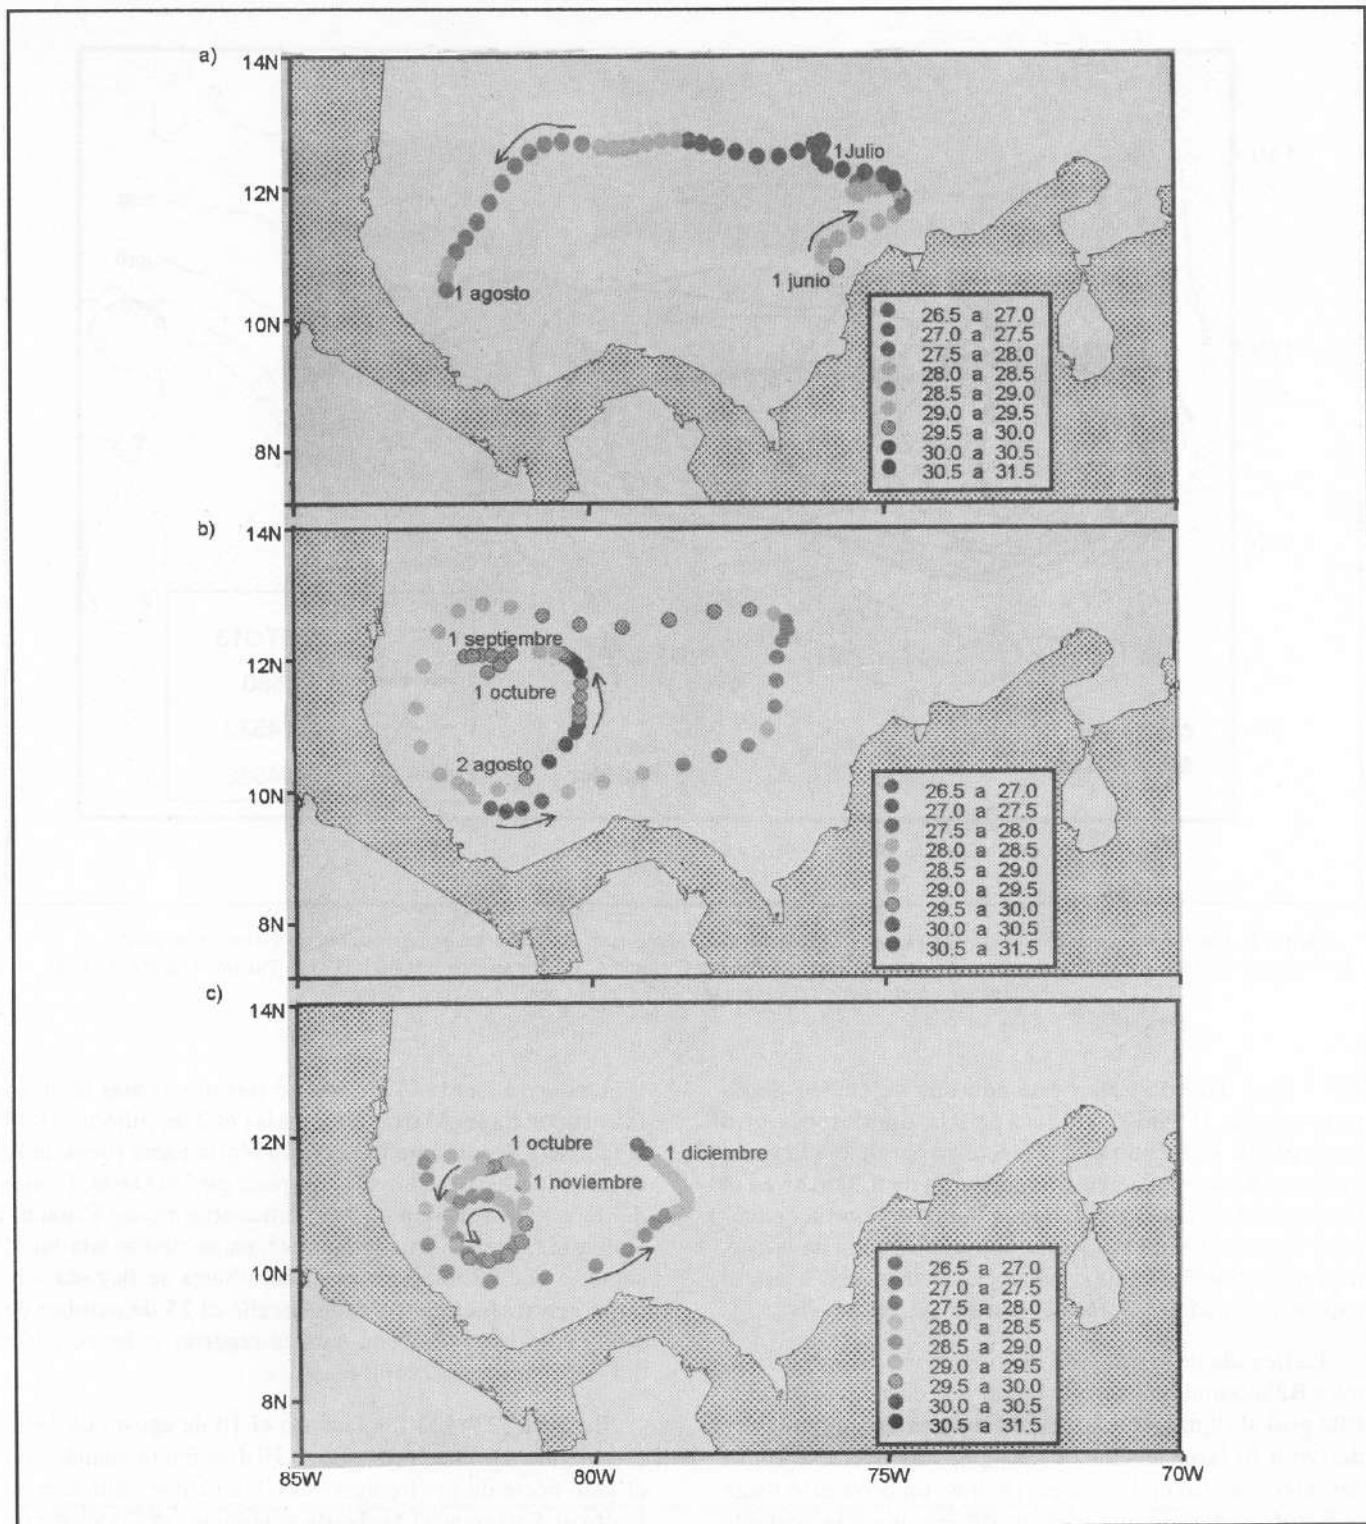 a)
14N
12N
10N
8N
1Julio
1 junio
1 agosto
26.5 a 27.0
27.0 a 27.5
27.5 a 28.0
28.0 a 28.5
28.5 a 29.0
29.0 a 29.5
29.5 a 30.0
30.0 a 30.5
30.5 a 31.5
b)
14N
12N
10N
8N
1 septiembre
1 octubre
2 agosto
26.5 a 27.0
27.0 a 27.5
27.5 a 28.0
28.0 a 28.5
28.5 a 29.0
29.0 a 29.5
29.5 a 30.0
30.0 a 30.5
30.5 a 31.5
c)
14N
12N
10N
8N
1 octubre
1 diciembre
1 noviembre
26.5 a 27.0
27.0 a 27.5
27.5 a 28.0
28.0 a 28.5
28.5 a 29.0
29.0 a 29.5
29.5 a 30.0
30.0 a 30.5
30.5 a 31.5
85W 80W 75W 70W